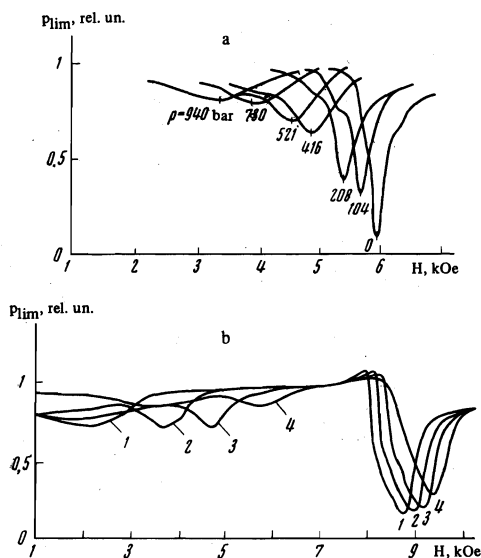 p_lim, rel. un.
a
1
p=940 bar
780
521
416
0,5
208
104
0
0
1 2 3 4 5 6 H, kOe
p_lim, rel. un.
b
1
1 2 3 4
0,5
1 2 3 4
1 3 5 7 9 H, kOe